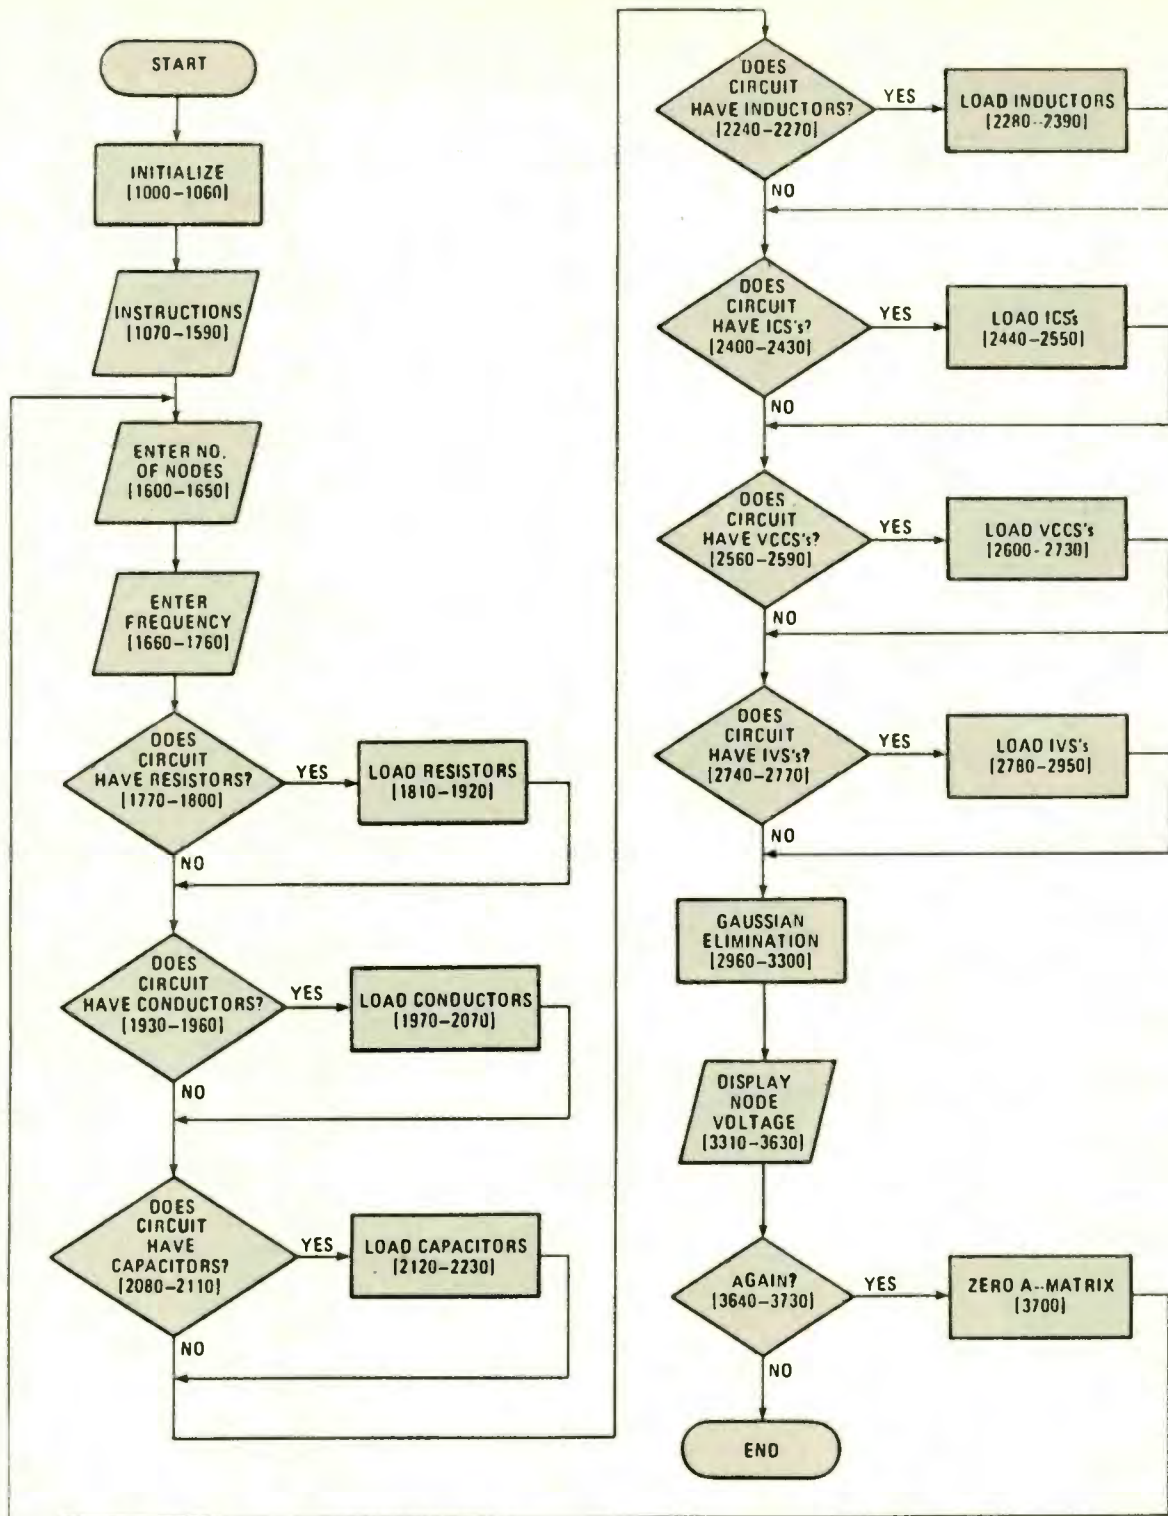 START
INITIALIZE
[1000-1060]
INSTRUCTIONS
[1070-1590]
ENTER NO.
OF NODES
[1600-1650]
ENTER
FREQUENCY
[1660-1760]
DOES
CIRCUIT
HAVE RESISTORS?
[1770-1800]
YES
LOAD RESISTORS
[1810-1920]
NO
DOES
CIRCUIT
HAVE CONDUCTORS?
[1930-1960]
YES
LOAD CONDUCTORS
[1970-2070]
NO
DOES
CIRCUIT
HAVE
CAPACITORS?
[2080-2110]
YES
LOAD CAPACITORS
[2120-2230]
NO
DOES
CIRCUIT
HAVE INDUCTORS?
[2240-2270]
YES
LOAD INDUCTORS
[2280-2390]
NO
DOES
CIRCUIT
HAVE ICS's?
[2400-2430]
YES
LOAD ICS's
[2440-2550]
NO
DOES
CIRCUIT
HAVE VCCS's?
[2560-2590]
YES
LOAD VCCS's
[2600-2730]
NO
DOES
CIRCUIT
HAVE IVS's?
[2740-2770]
YES
LOAD IVS's
[2780-2950]
NO
GAUSSIAN
ELIMINATION
[2960-3300]
DISPLAY
NODE
VOLTAGE
[3310-3630]
AGAIN?
[3640-3730]
YES
ZERO A-MATRIX
[3700]
NO
END